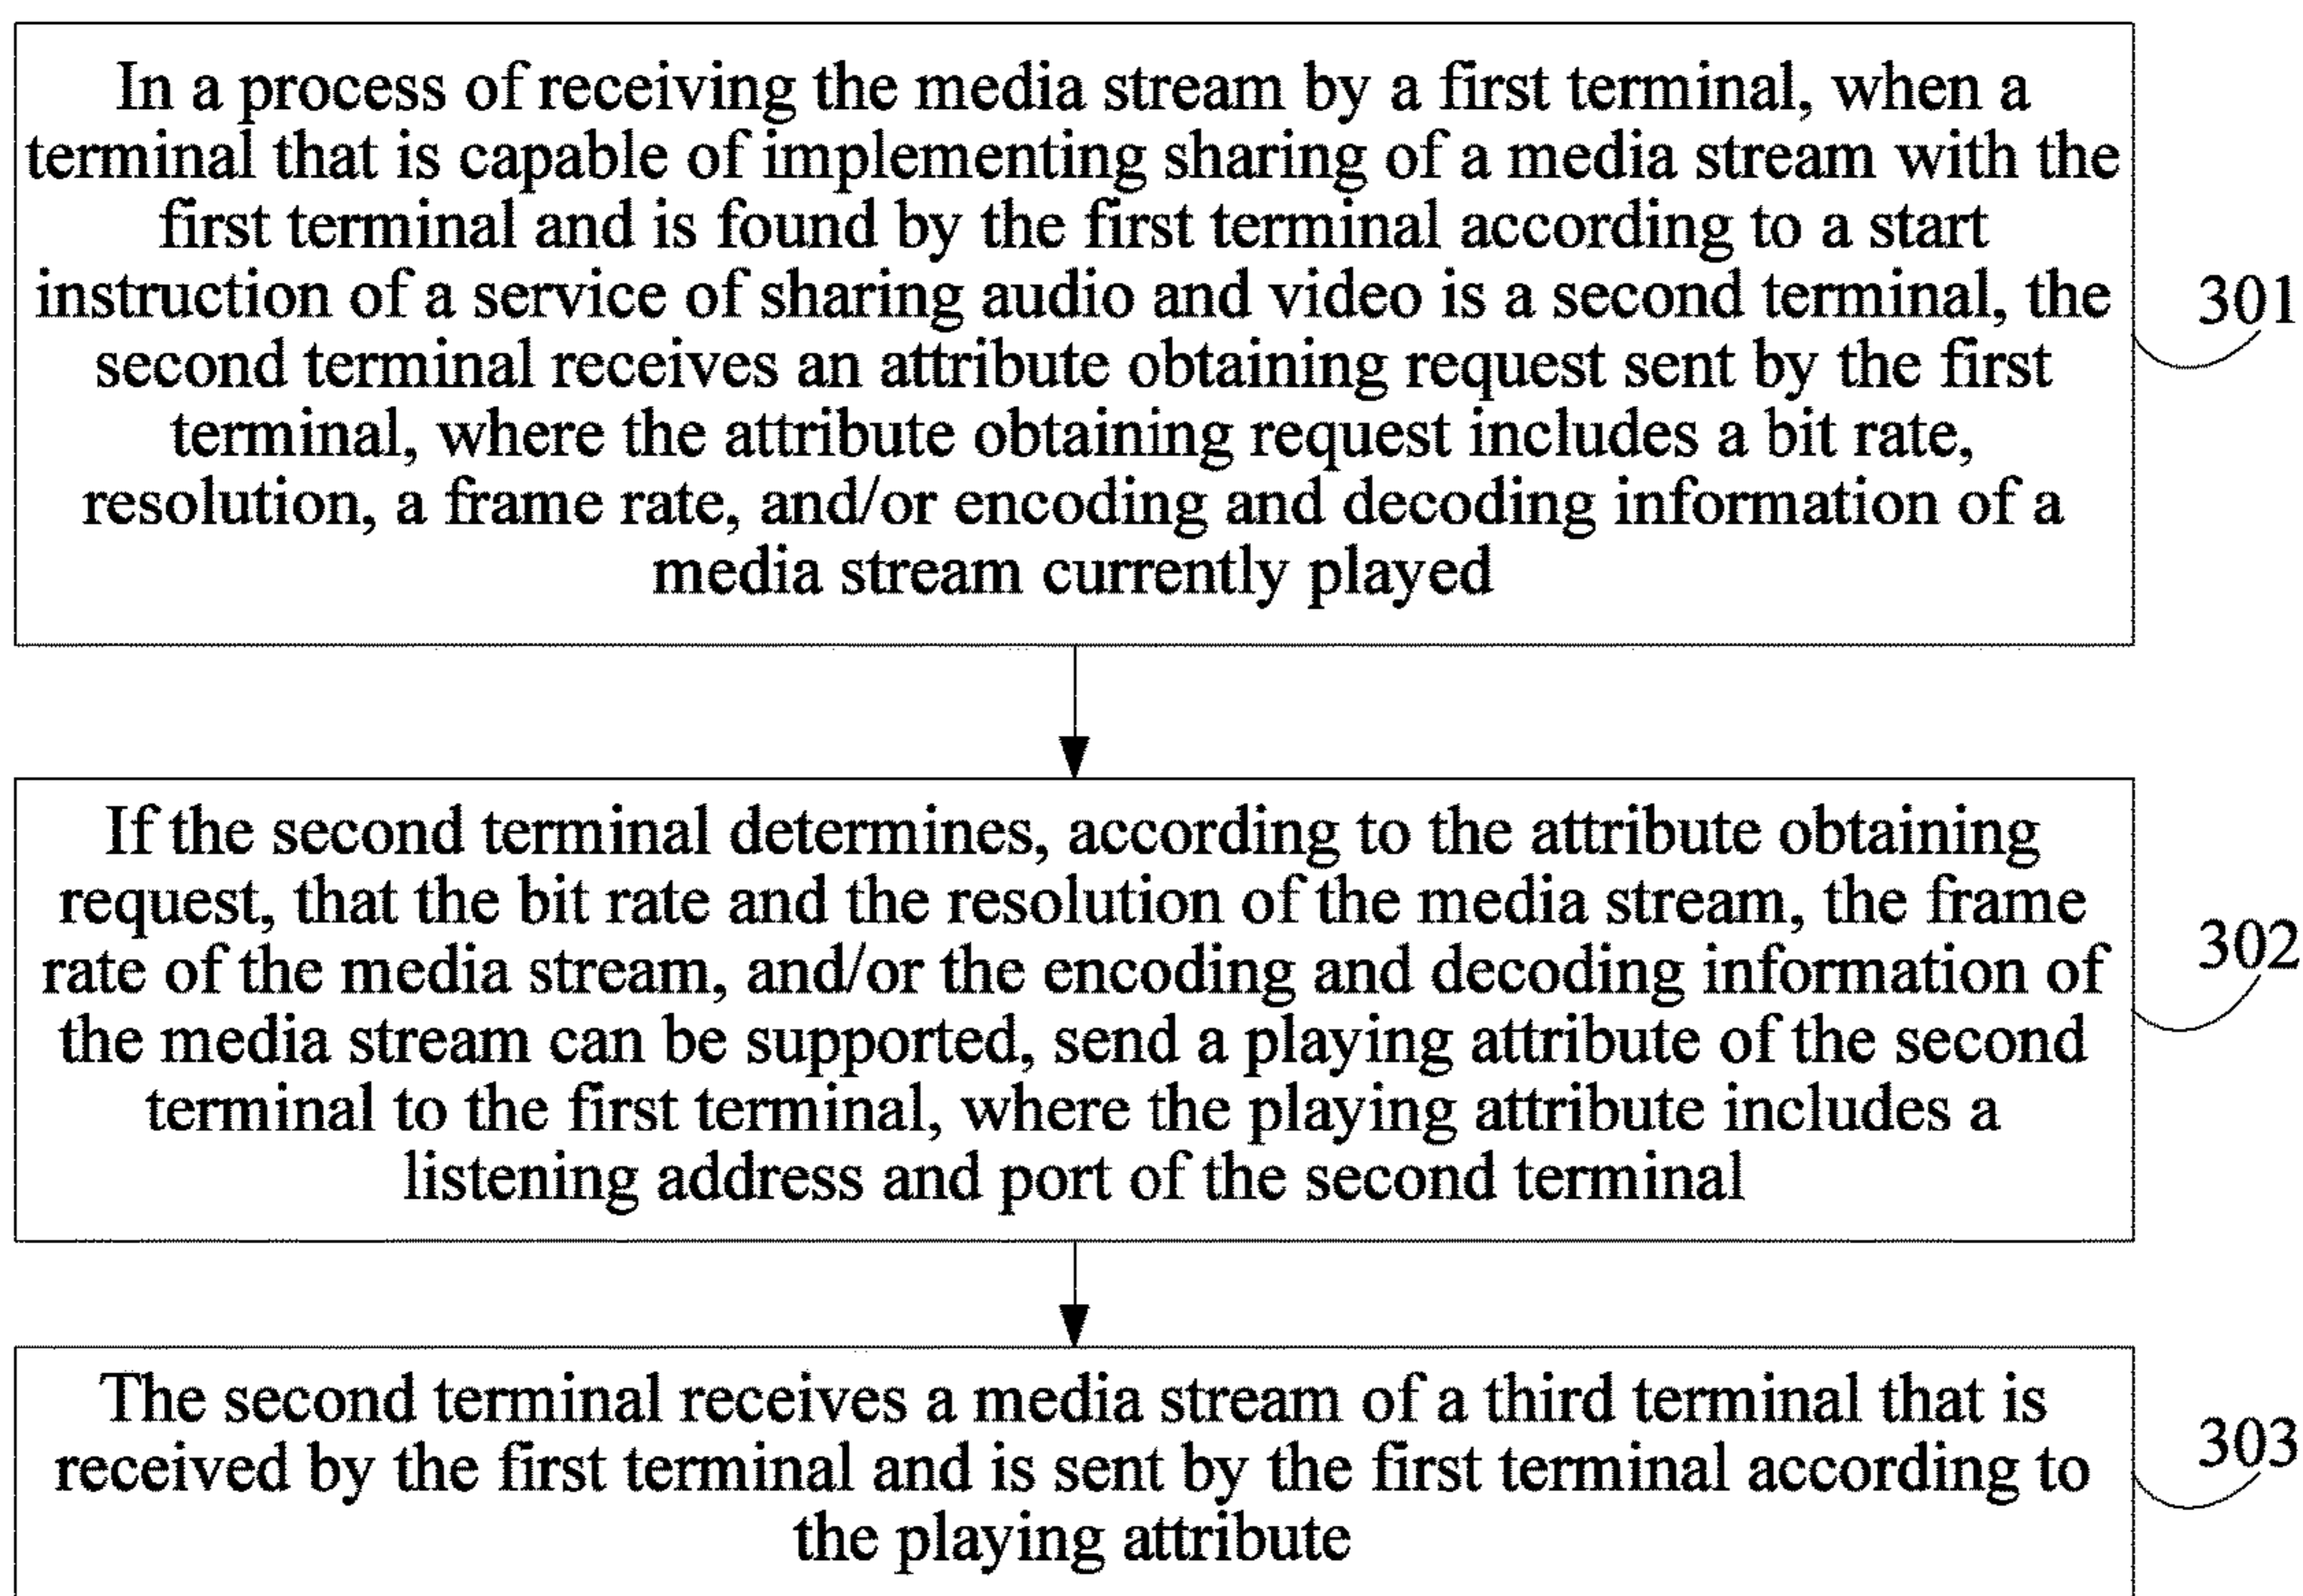 In a process of receiving the media stream by a first terminal, when a
terminal that is capable of implementing sharing of a media stream with the
first terminal and is found by the first terminal according to a start
instruction of a service of sharing audio and video is a second terminal, the
second terminal receives an attribute obtaining request sent by the first
terminal, where the attribute obtaining request includes a bit rate,
resolution, a frame rate, and/or encoding and decoding information of a
media stream currently played
301
If the second terminal determines, according to the attribute obtaining
request, that the bit rate and the resolution of the media stream, the frame
rate of the media stream, and/or the encoding and decoding information of
the media stream can be supported, send a playing attribute of the second
terminal to the first terminal, where the playing attribute includes a
listening address and port of the second terminal
302
The second terminal receives a media stream of a third terminal that is
received by the first terminal and is sent by the first terminal according to
the playing attribute
303